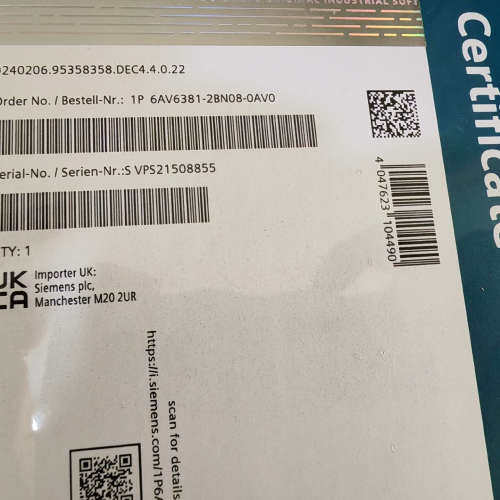 ORIGINAL INDUSTRIAL SOFT
0240206.95358358.DEC4.4.0.22
Order No. / Bestell-Nr.: 1P 6AV6381-2BN08-0AV0
erial-No. / Serien-Nr.:S VPS21508855
TY: 1
UK
CA
Importer UK:
Siemens plc,
Manchester M20 2UR
4 047623 104490
Certificate
scan for details
https://i.siemens.com/1P6A